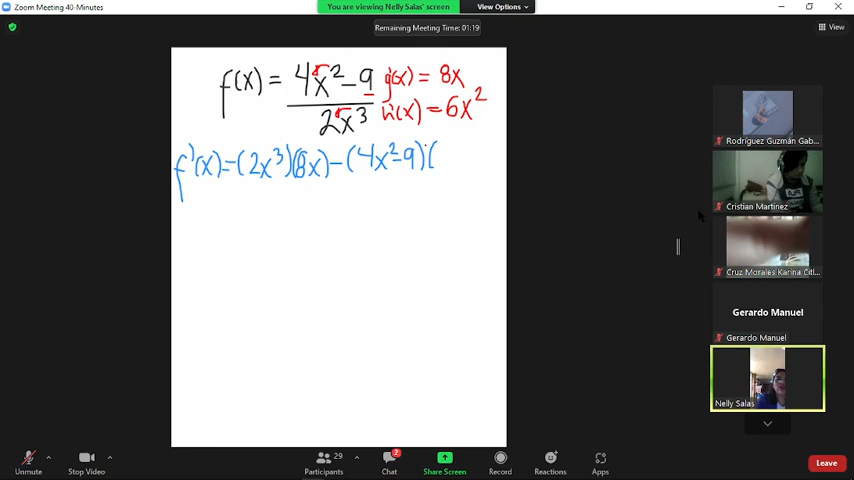 Zoom Meeting 40-Minutes
You are viewing Nelly Salas' screen
View Options
Remaining Meeting Time: 01:19
View
f(x) = 4x² - 9 / 2x³
g'(x) = 8x
h'(x) = 6x²
f'(x) = (2x³)(8x) - (4x² - 9)(
Rodríguez Guzmán Gab...
Cristian Martinez
Cruz Morales Karina Citl...
Gerardo Manuel
Gerardo Manuel
Nelly Salas
Unmute
Stop Video
29
Participants
2
Chat
Share Screen
Record
Reactions
Apps
Leave